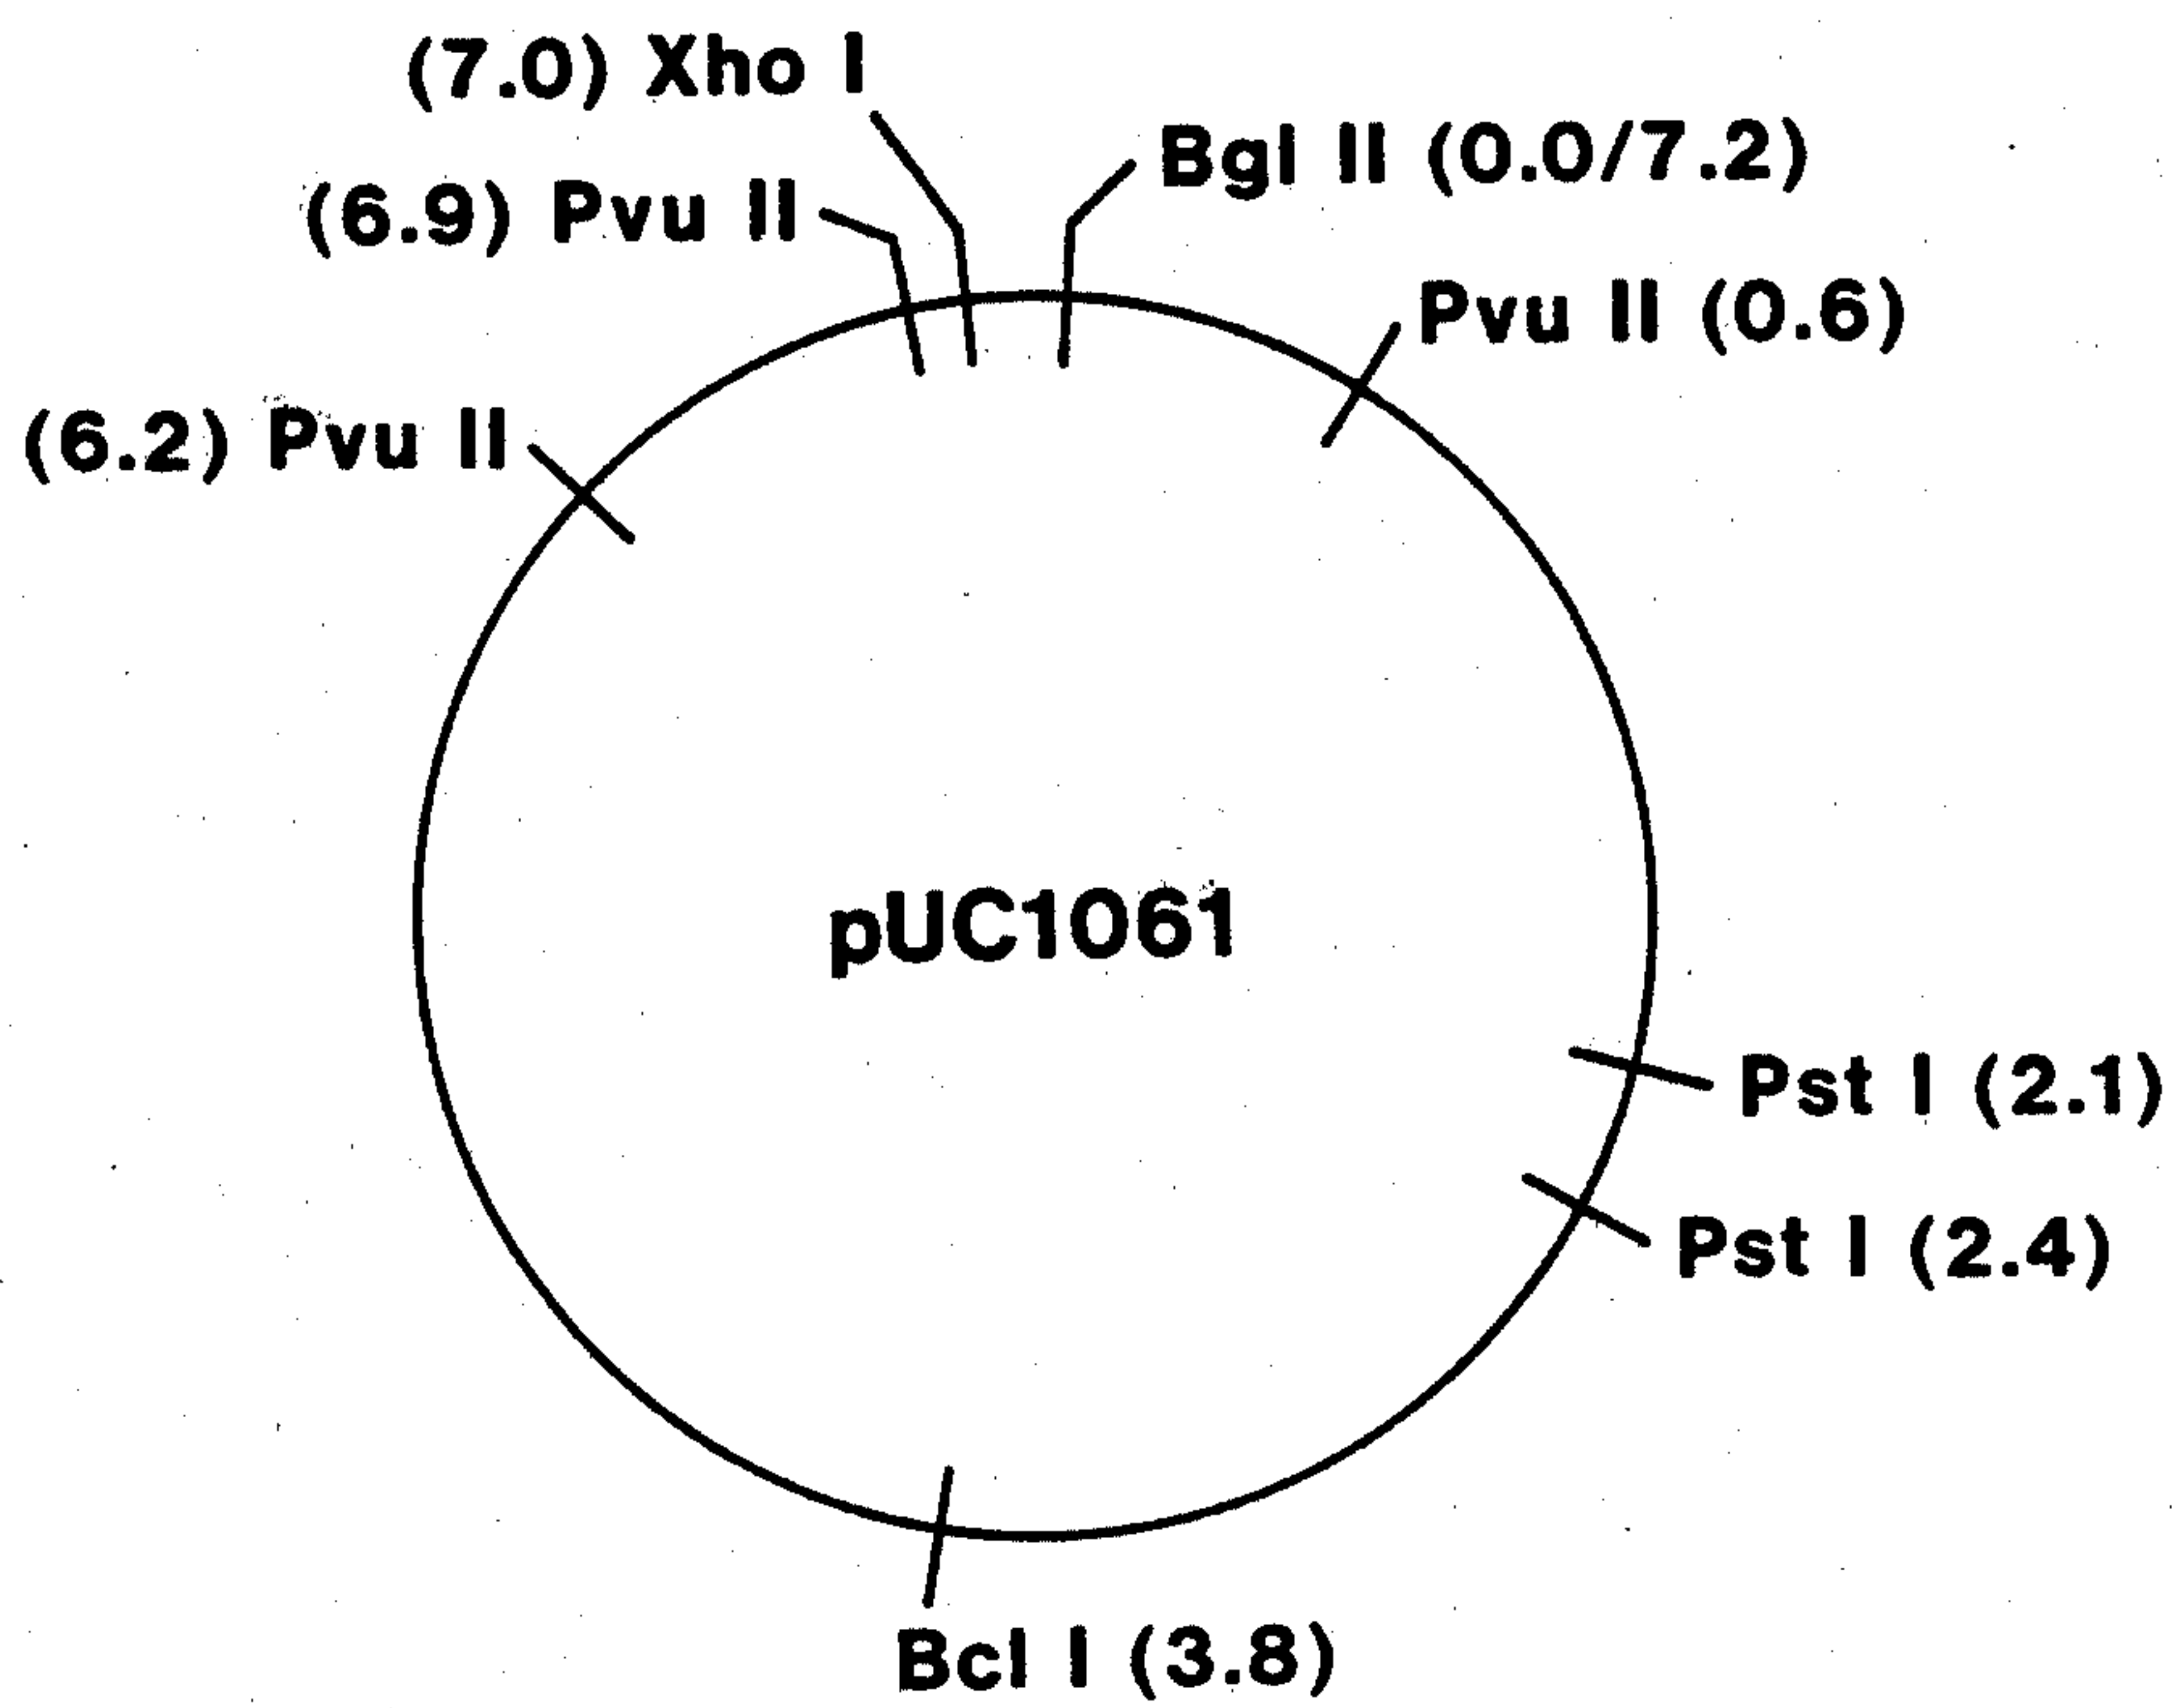 (7.0) Xho I
Bgl II (0.0/7.2)
(6.9) Pvu II
Pvu II (0.6)
(6.2) Pvu II
pUC1061
Pst I (2.1)
Pst I (2.4)
Bcl I (3.8)